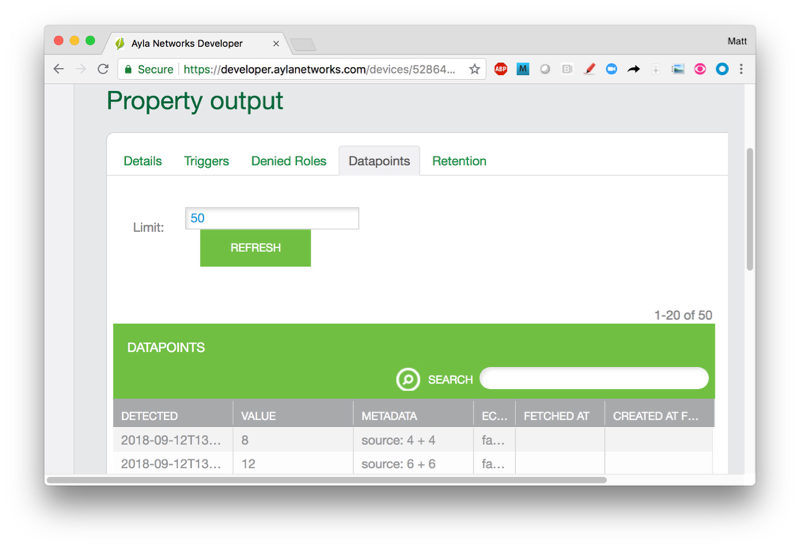 Ayla Networks Developer
Matt
Secure https://developer.aylanetworks.com/devices/52864...
ABP
M
Property output
Details Triggers Denied Roles Datapoints Retention
Limit: 50
REFRESH
1-20 of 50
DATAPOINTS
SEARCH
DETECTED VALUE METADATA EC... FETCHED AT CREATED AT F...
2018-09-12T13... 8 source: 4 + 4 fa...
2018-09-12T13... 12 source: 6 + 6 fa...